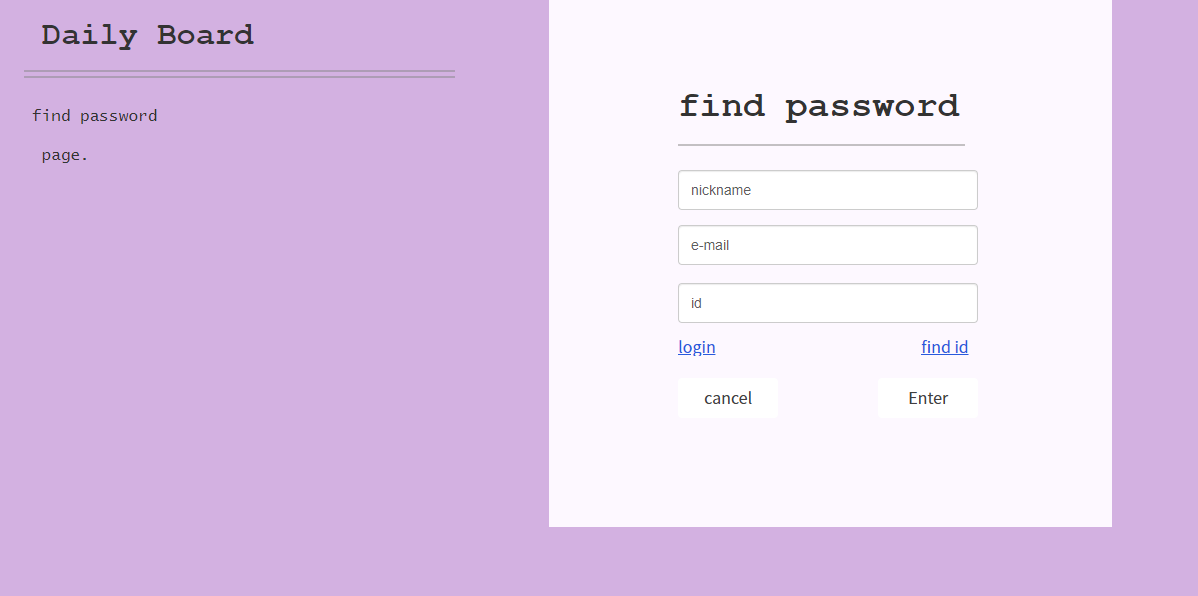 Daily Board
find password
page.
find password
nickname
e-mail
id
login find id
cancel Enter